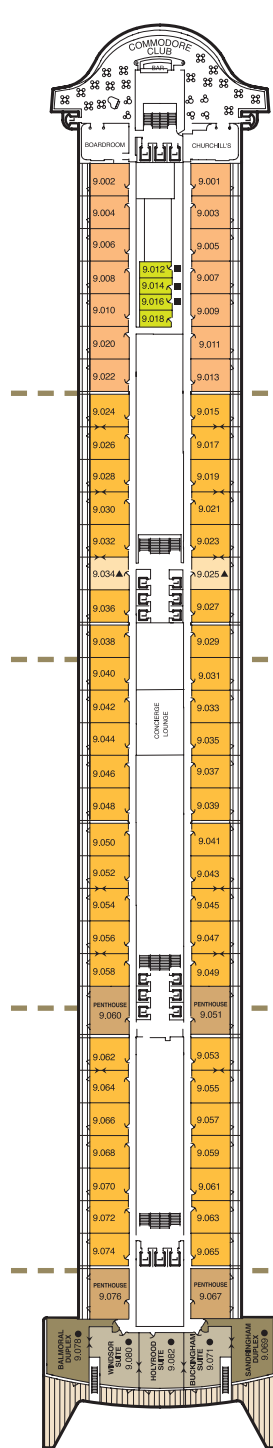 COMMODORE
CLUB
BAR
BOARDROOM
CHURCHILL'S
9.002 9.001
9.004 9.003
9.006 9.005
9.012
9.008 9.007
9.014
9.016
9.010 9.009
9.018
9.020 9.011
9.022 9.013
9.024 9.015
9.026 9.017
9.028 9.019
9.030 9.021
9.032 9.023
9.034 9.025
9.036 9.027
9.038 9.029
9.040 9.031
9.042 9.033
CONCIERGE
LOUNGE
9.044 9.035
9.046 9.037
9.048 9.039
9.050 9.041
9.052 9.043
9.054 9.045
9.056 9.047
9.058 9.049
PENTHOUSE
9.060
PENTHOUSE
9.051
9.062 9.053
9.064 9.055
9.066 9.057
9.068 9.059
9.070 9.061
9.072 9.063
9.074 9.065
PENTHOUSE
9.076
PENTHOUSE
9.067
BALMORAL
DUPLEX
9.078
WINDSOR
SUITE
9.080
HOLYROOD
SUITE
9.082
BUCKINGHAM
SUITE
9.071
SANDRINGHAM
DUPLEX
9.069